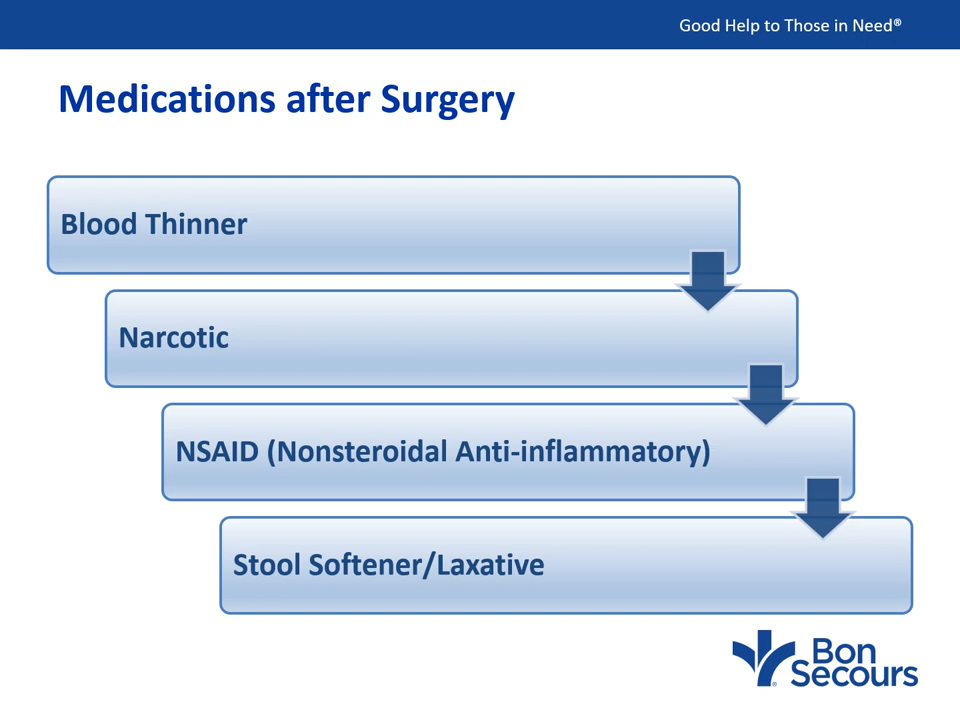 Good Help to Those in Need®
Medications after Surgery
Blood Thinner
Narcotic
NSAID (Nonsteroidal Anti-inflammatory)
Stool Softener/Laxative
Bon
Secours